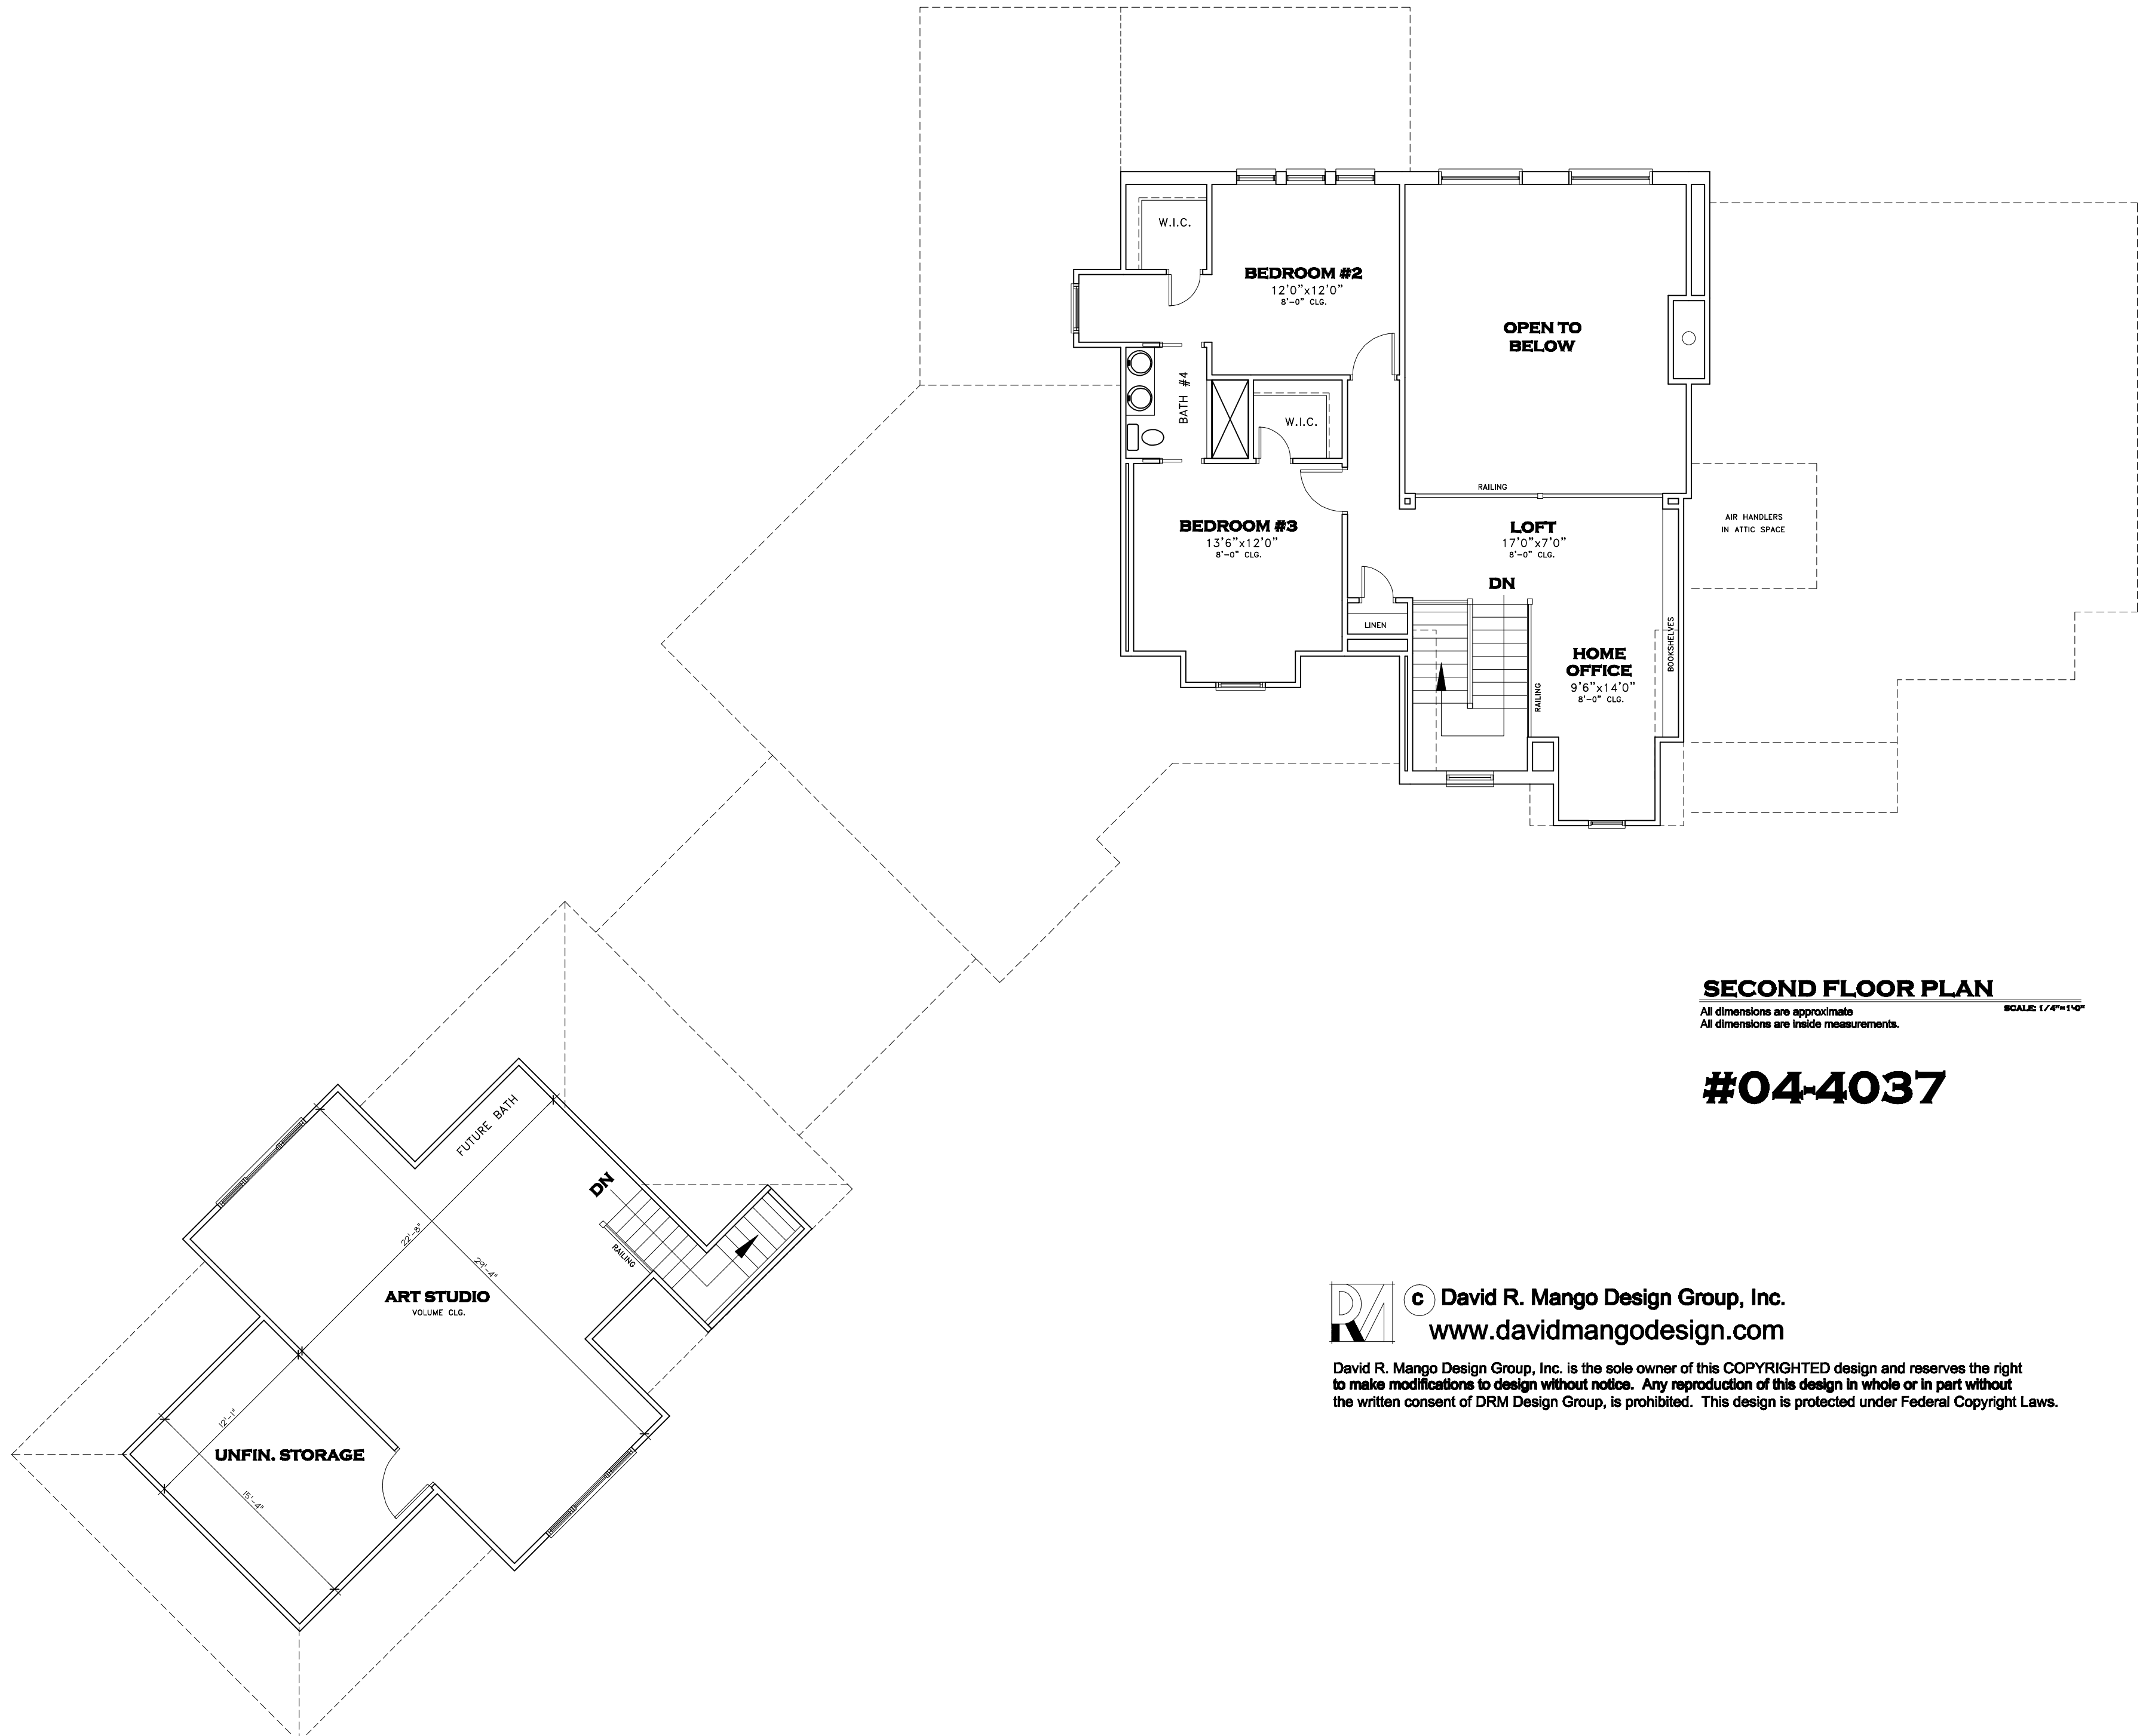 W.I.C.
BEDROOM #2
12'0"x12'0"
8'-0" CLG.
OPEN TO
BELOW
BATH #4
W.I.C.
RAILING
BEDROOM #3
13'6"x12'0"
8'-0" CLG.
LOFT
17'0"x7'0"
8'-0" CLG.
AIR HANDLERS
IN ATTIC SPACE
DN
LINEN
BOOKSHELVES
HOME
OFFICE
9'6"x14'0"
8'-0" CLG.
RAILING
SECOND FLOOR PLAN
SCALE: 1/4"=1'-0"
All dimensions are approximate
All dimensions are inside measurements.
#04-4037
FUTURE BATH
DN
22'-8"
29'-4"
RAILING
ART STUDIO
VOLUME CLG.
12'-1"
UNFIN. STORAGE
15'-4"
c David R. Mango Design Group, Inc.
www.davidmangodesign.com
David R. Mango Design Group, Inc. is the sole owner of this COPYRIGHTED design and reserves the right
to make modifications to design without notice. Any reproduction of this design in whole or in part without
the written consent of DRM Design Group, is prohibited. This design is protected under Federal Copyright Laws.